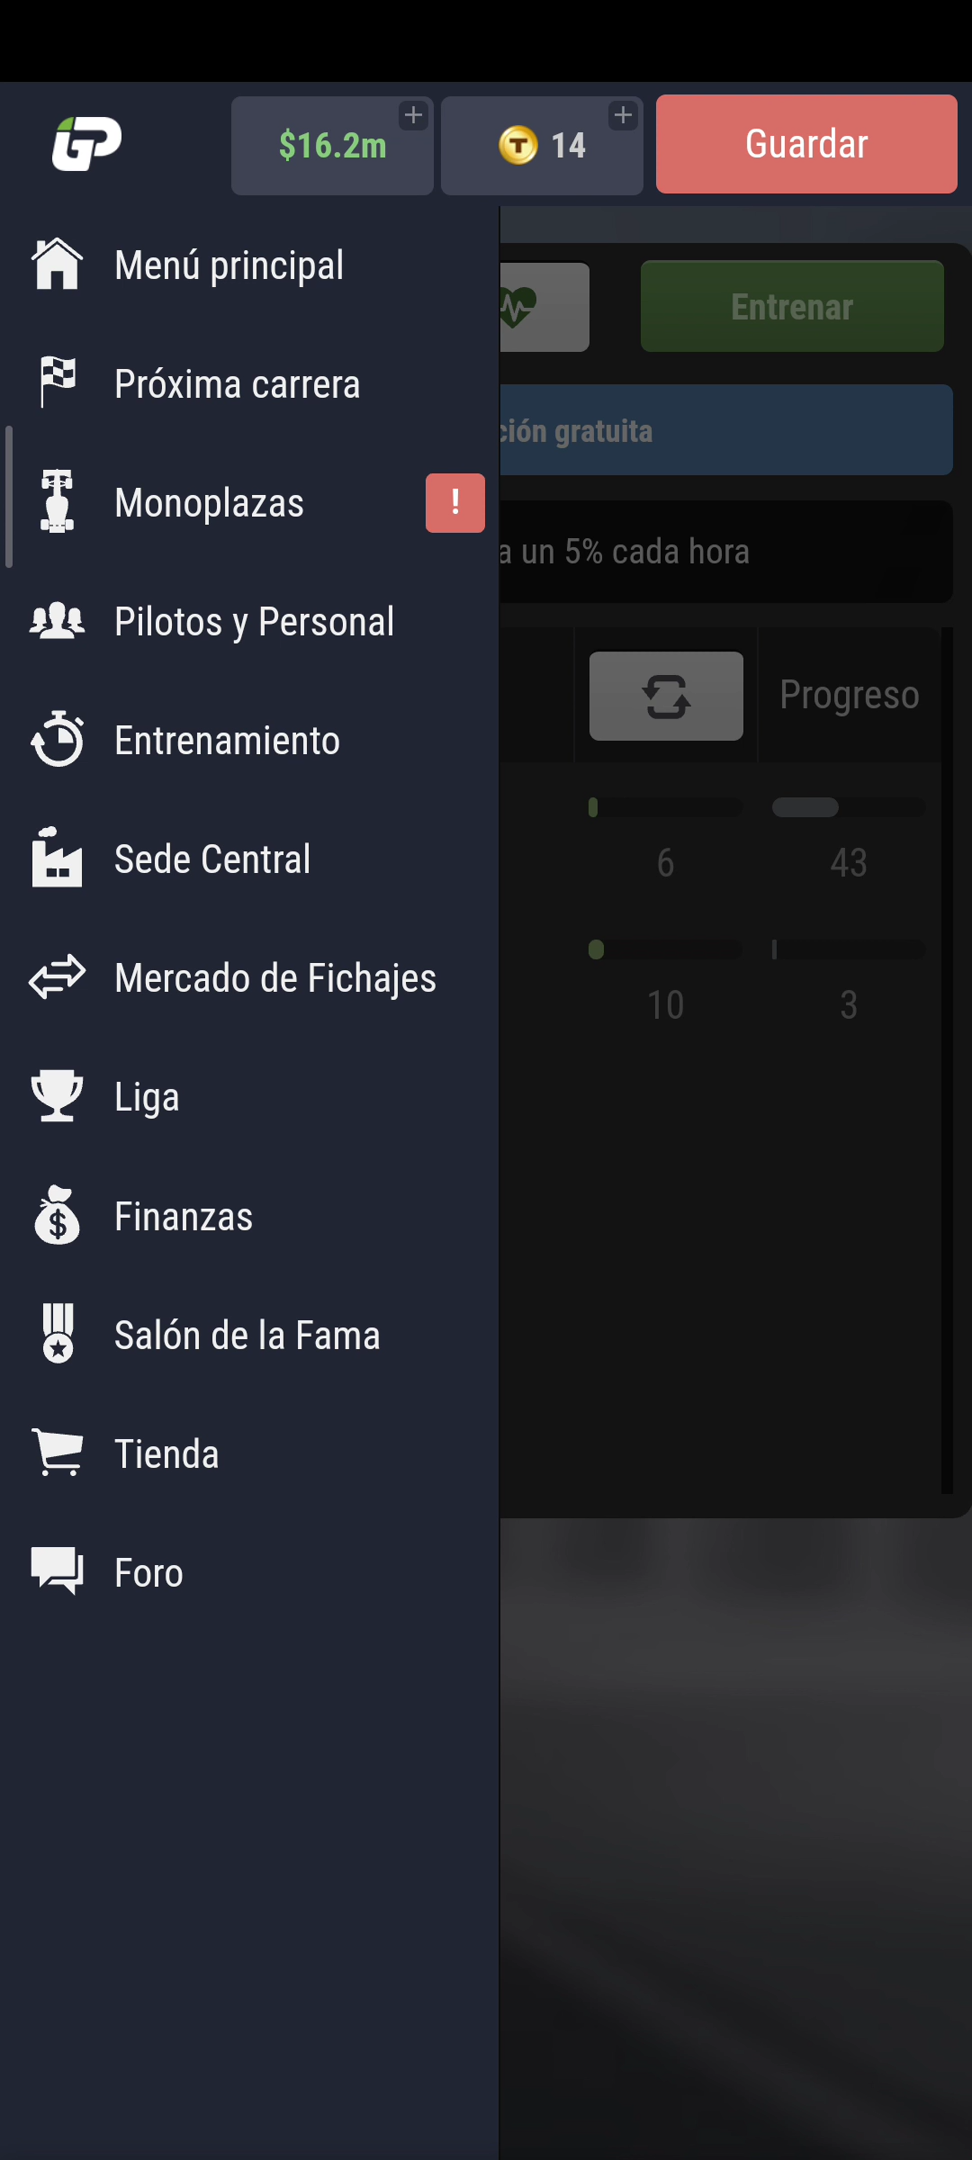 $16.2m
14
Guardar
Menú principal
Próxima carrera
Monoplazas !
Pilotos y Personal
Entrenamiento
Sede Central
Mercado de Fichajes
Liga
Finanzas
Salón de la Fama
Tienda
Foro
Entrenar
ción gratuita
a un 5% cada hora
Progreso
6 43
10 3